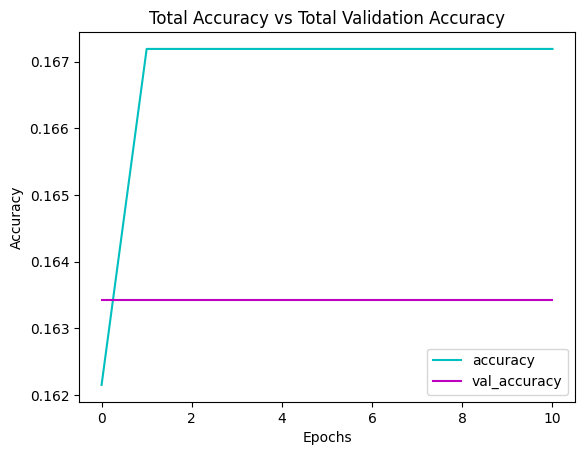 Total Accuracy vs Total Validation Accuracy
0.167
0.166
0.165
0.164
0.163
0.162
Accuracy
0 2 4 6 8 10
Epochs
accuracy
val_accuracy